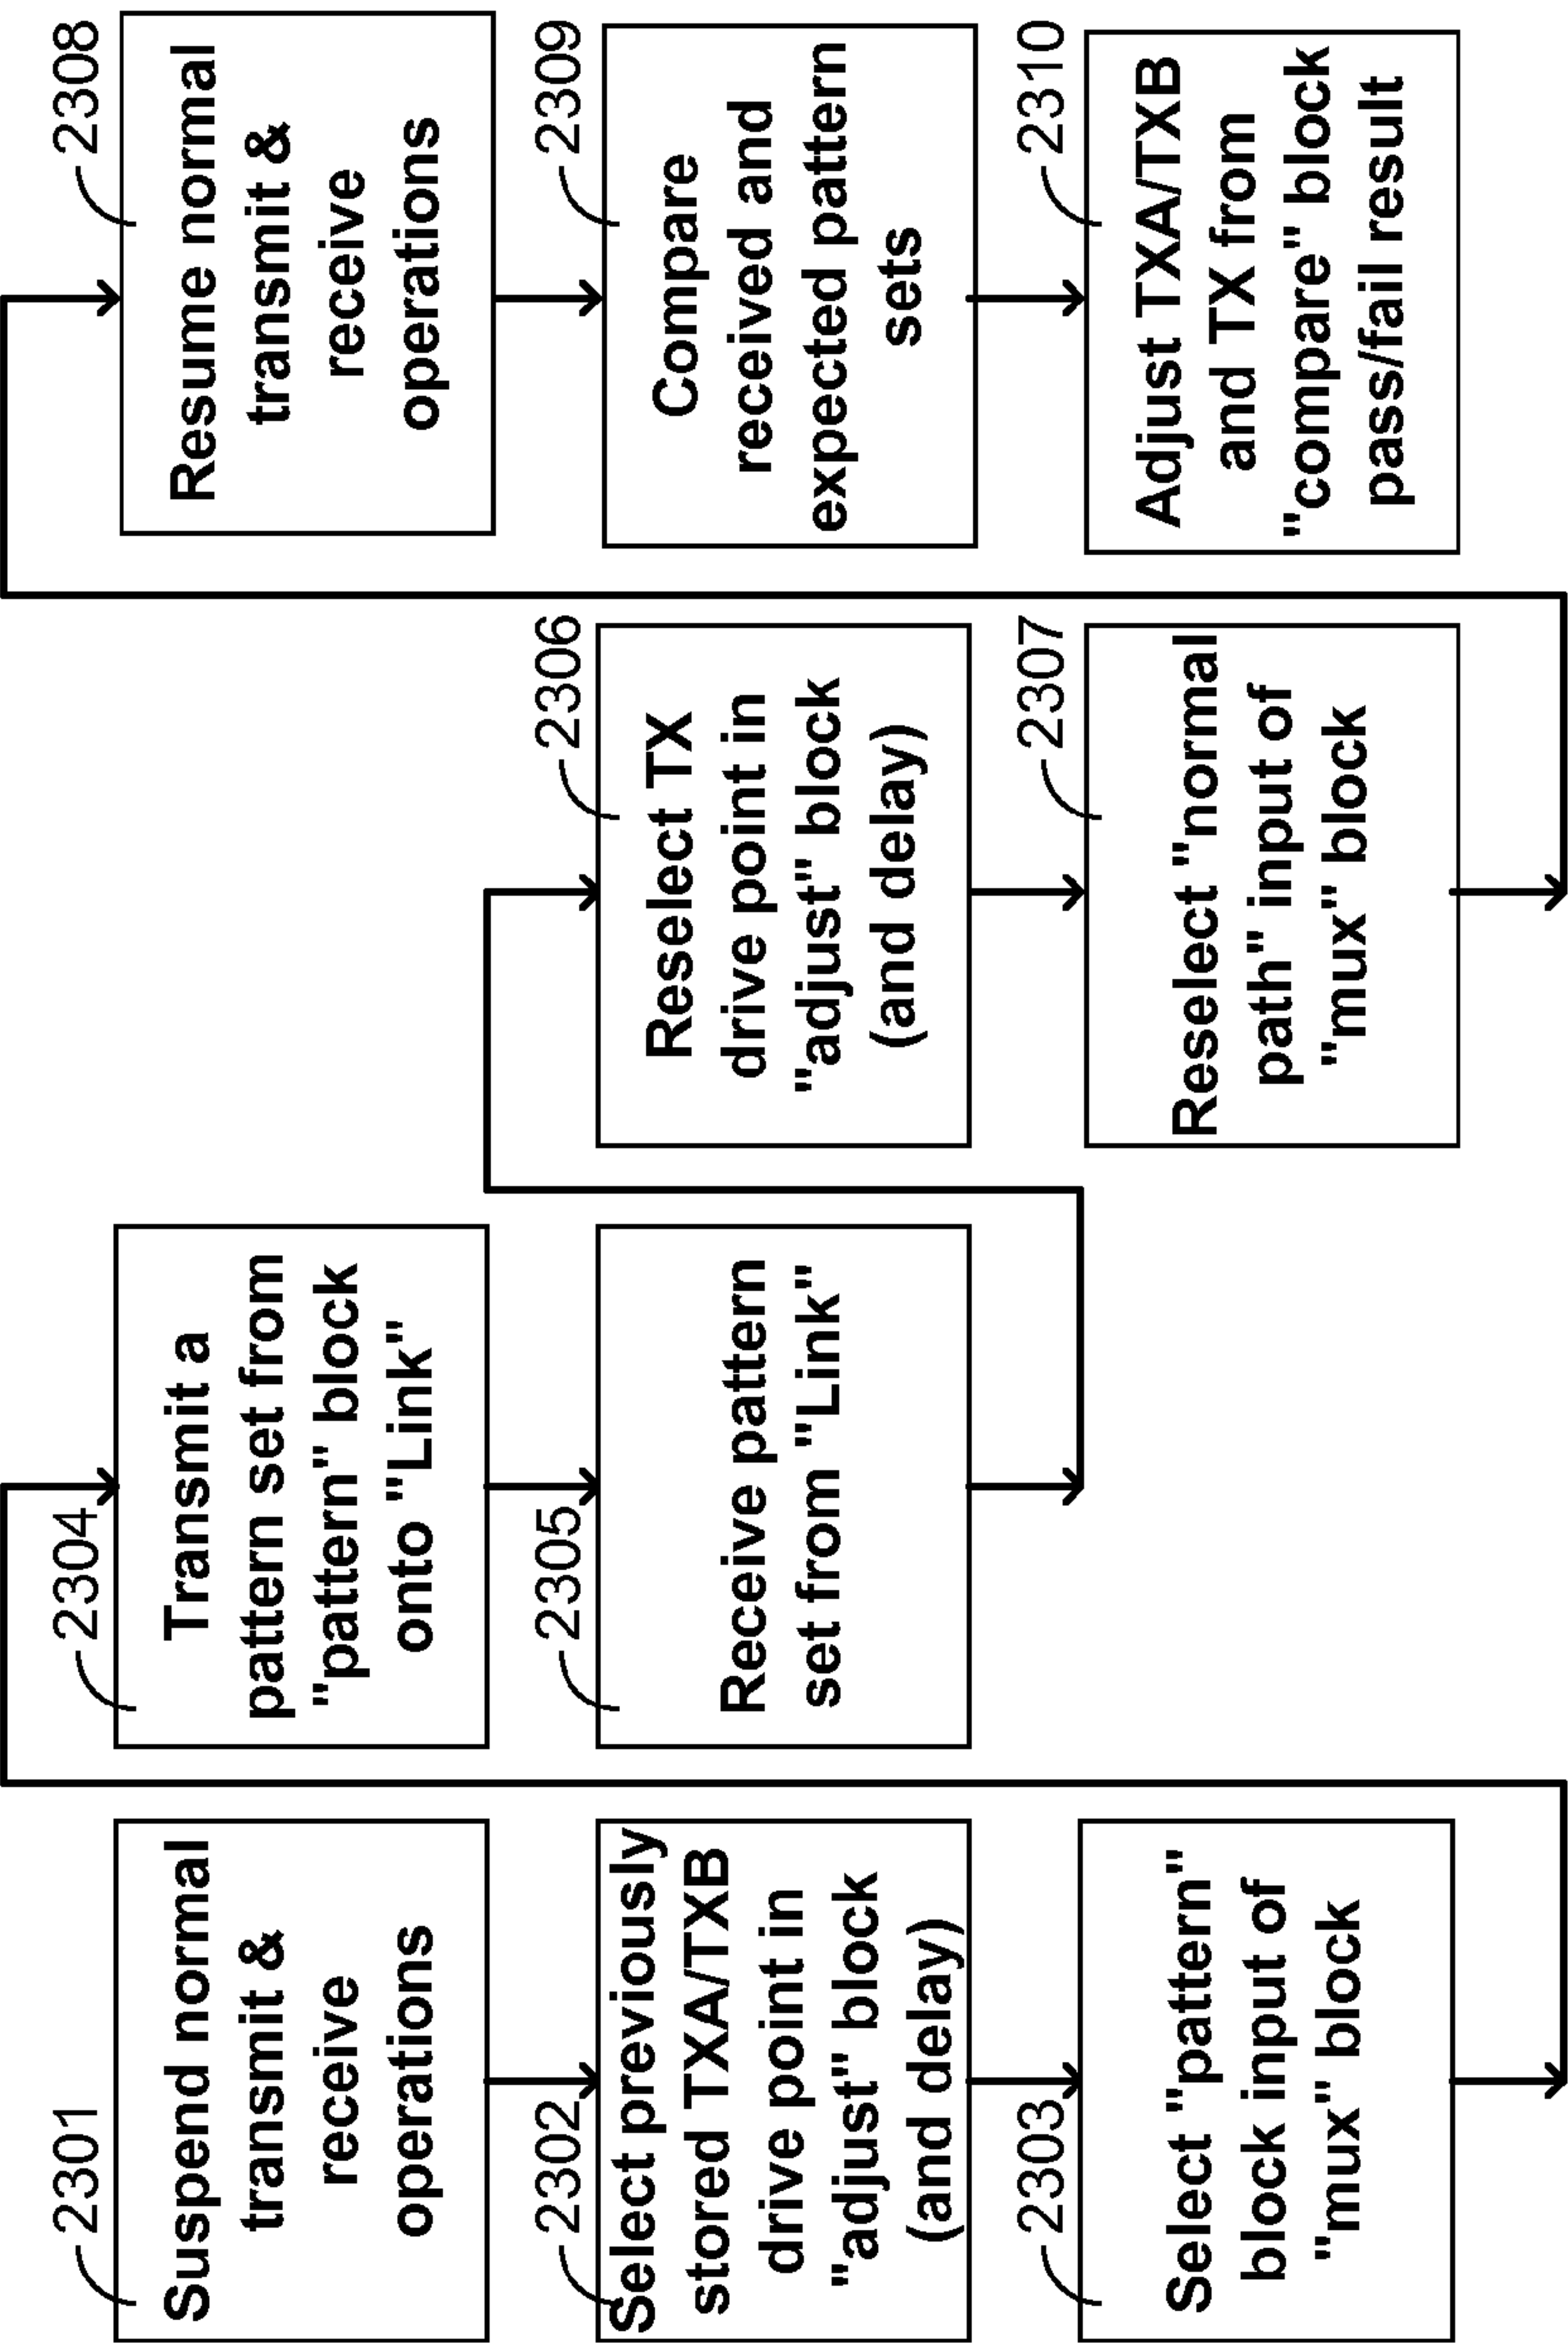 2301
Suspend normal
transmit &
receive
operations
2302
Select previously
stored TXA/TXB
drive point in
"adjust" block
(and delay)
2303
Select "pattern"
block input of
"mux" block
2304
Transmit a
pattern set from
"pattern" block
onto "Link"
2305
Receive pattern
set from "Link"
2306
Reselect TX
drive point in
"adjust" block
(and delay)
2307
Reselect "normal
path" input of
"mux" block
2308
Resume normal
transmit &
receive
operations
2309
Compare
received and
expected pattern
sets
2310
Adjust TXA/TXB
and TX from
"compare" block
pass/fail result